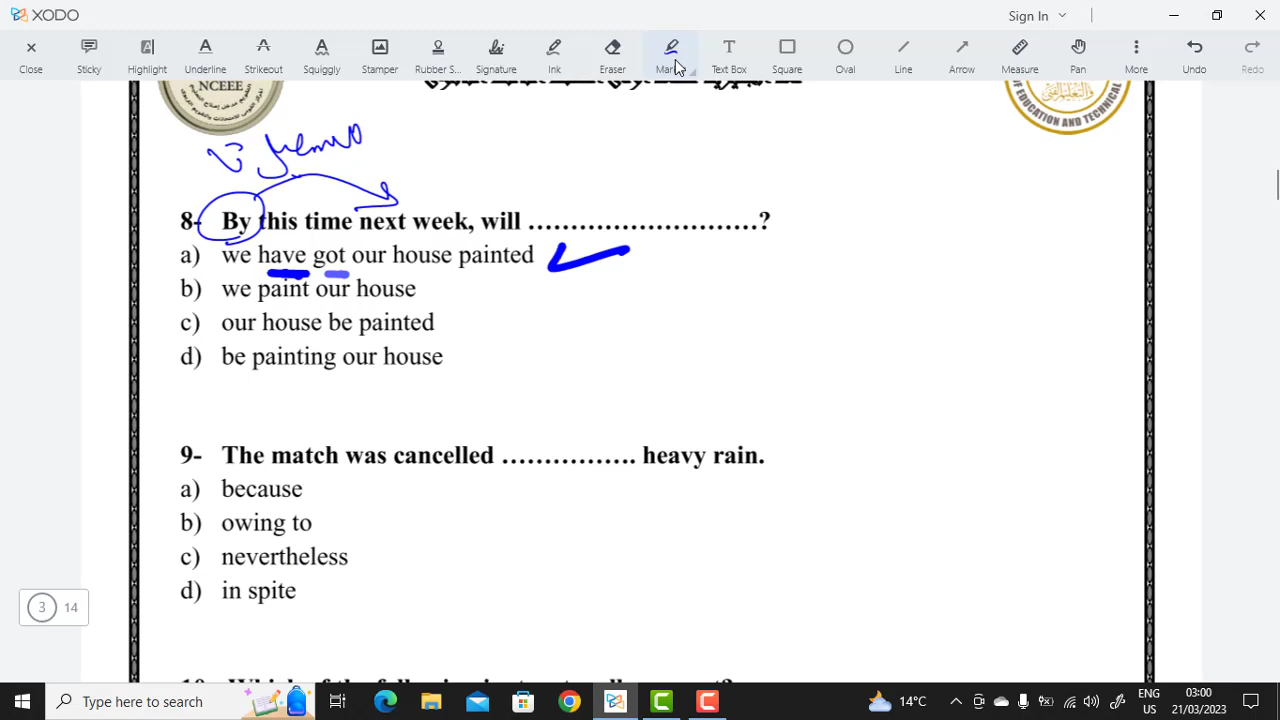 XODO
Sign In
Close Sticky Highlight Underline Strikeout Squiggly Stamper Rubber S... Signature Ink Eraser Text Box Square Oval Line Arrow Measure Pan More Undo Redo
NCEEE
OF EDUCATION AND TECHNICAL
8- By this time next week, will ………………………?
a) we have got our house painted
b) we paint our house
c) our house be painted
d) be painting our house
9- The match was cancelled ……………. heavy rain.
a) because
b) owing to
c) nevertheless
d) in spite
3 14
Type here to search
14°C
ENG
US
03:00
21/03/2023